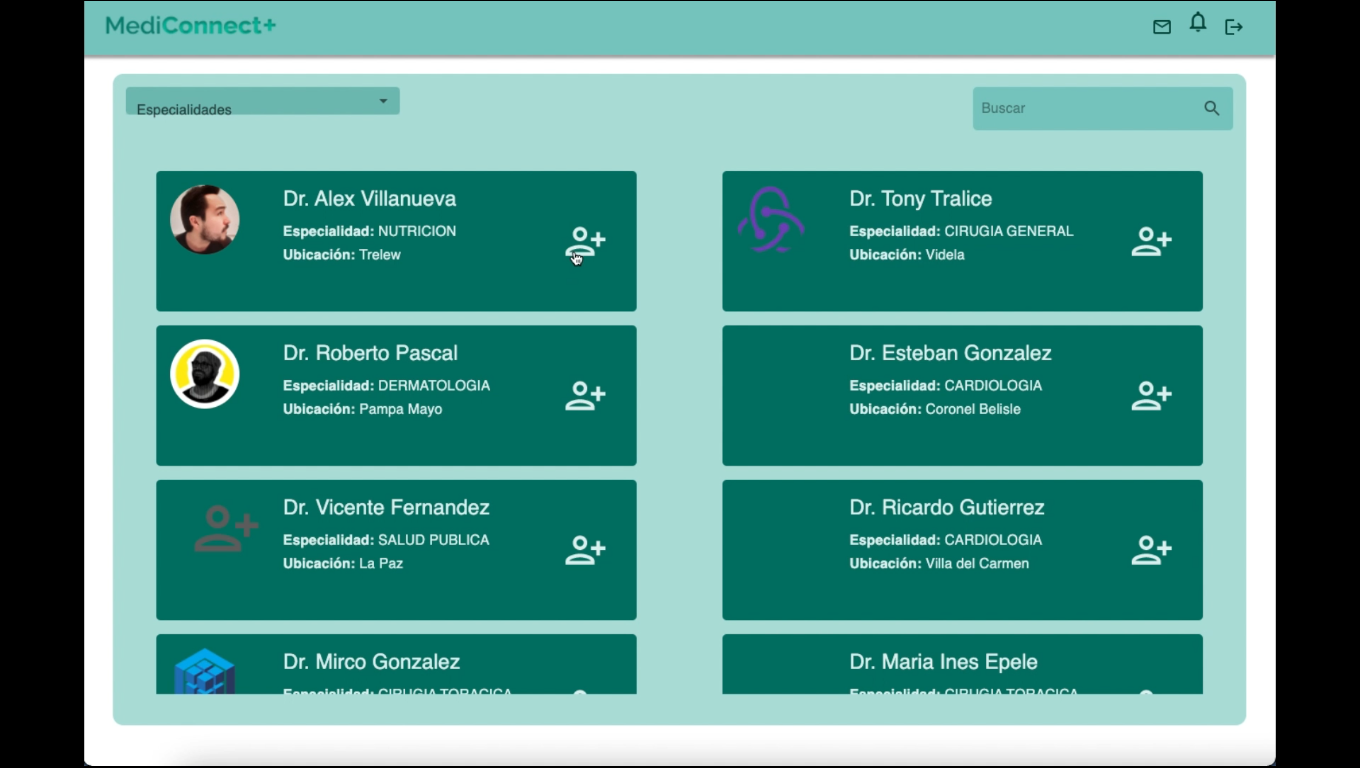 MediConnect+
Especialidades
Buscar
Dr. Alex Villanueva
Especialidad: NUTRICION
Ubicación: Trelew
Dr. Tony Tralice
Especialidad: CIRUGIA GENERAL
Ubicación: Videla
Dr. Roberto Pascal
Especialidad: DERMATOLOGIA
Ubicación: Pampa Mayo
Dr. Esteban Gonzalez
Especialidad: CARDIOLOGIA
Ubicación: Coronel Belisle
Dr. Vicente Fernandez
Especialidad: SALUD PUBLICA
Ubicación: La Paz
Dr. Ricardo Gutierrez
Especialidad: CARDIOLOGIA
Ubicación: Villa del Carmen
Dr. Mirco Gonzalez
Especialidad: CIRUGIA TORACICA
Dr. Maria Ines Epele
Especialidad: CIRUGIA TORACICA